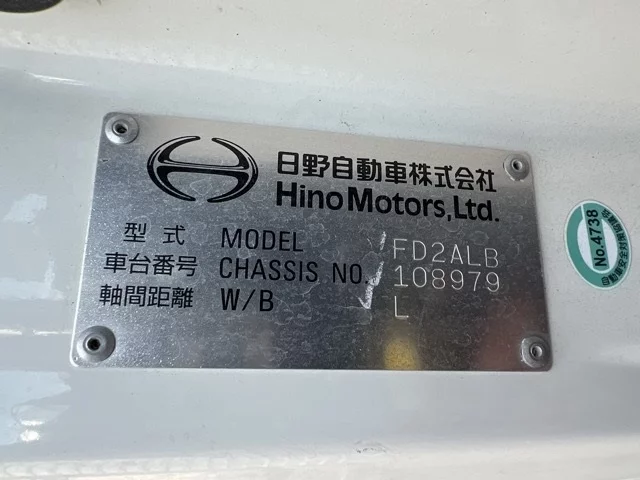 日野自動車株式会社
Hino Motors, Ltd.
型式 MODEL FD2ALB
車台番号 CHASSIS NO. 108979
軸間距離 W/B L
No.4738